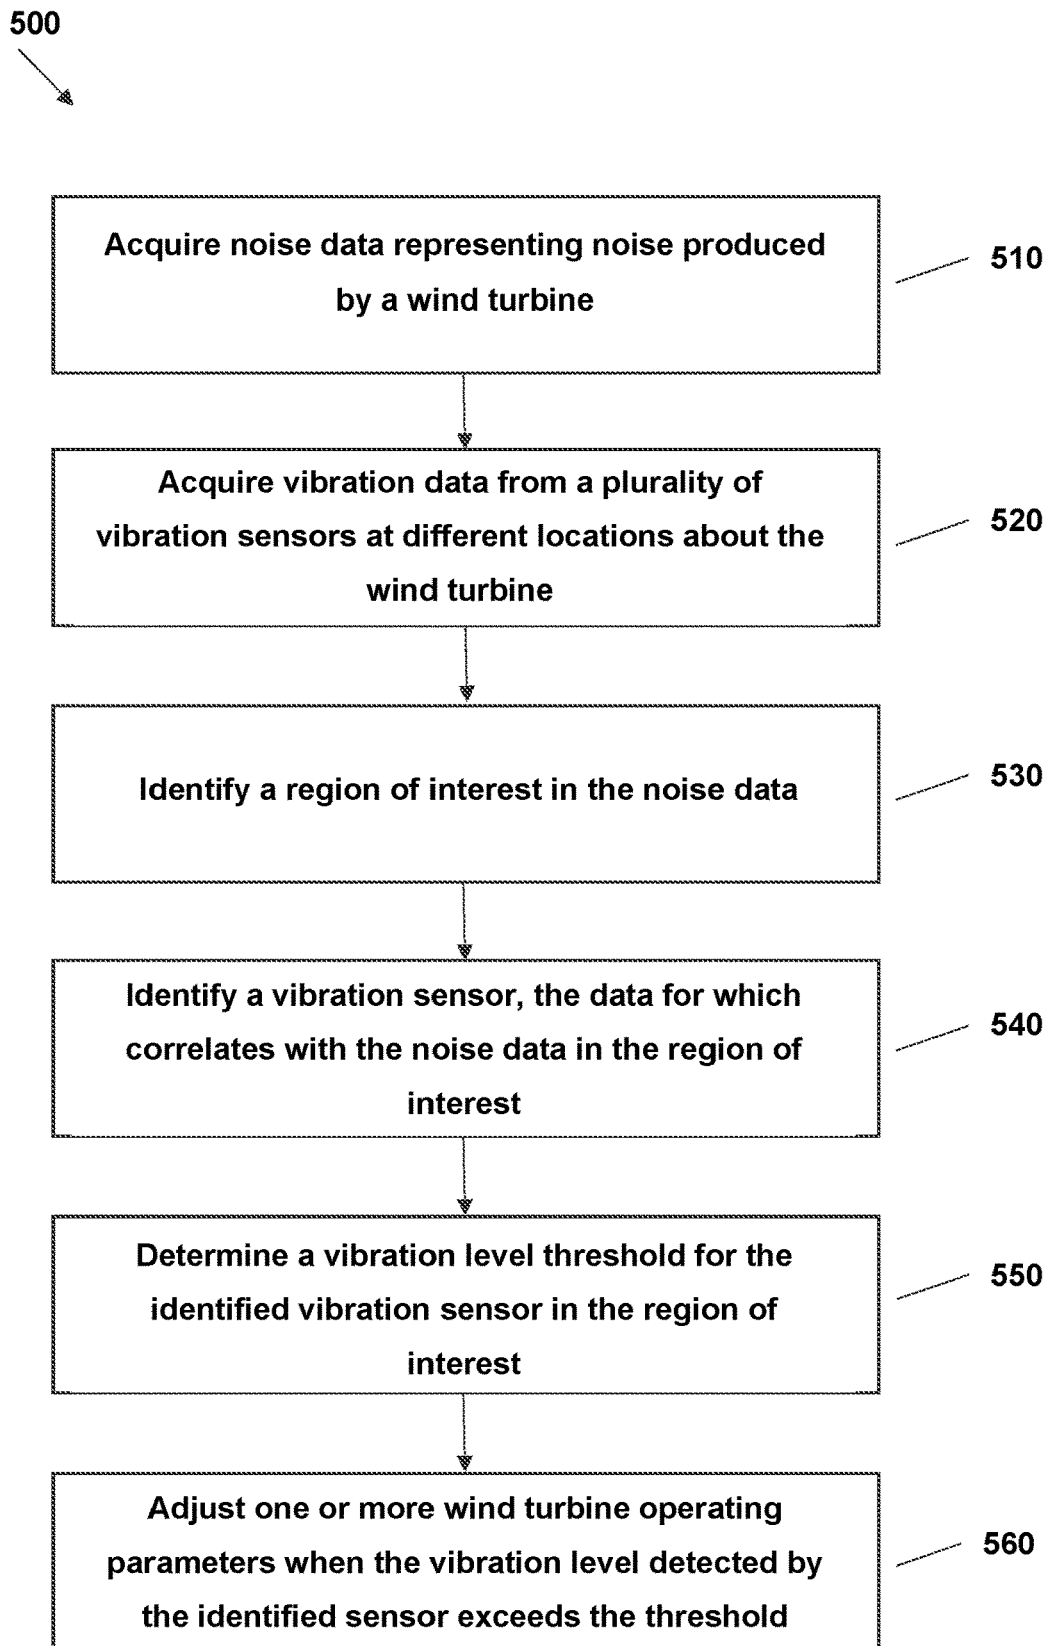 500
Acquire noise data representing noise produced
by a wind turbine
510
Acquire vibration data from a plurality of
vibration sensors at different locations about the
wind turbine
520
Identify a region of interest in the noise data
530
Identify a vibration sensor, the data for which
correlates with the noise data in the region of
interest
540
Determine a vibration level threshold for the
identified vibration sensor in the region of
interest
550
Adjust one or more wind turbine operating
parameters when the vibration level detected by
the identified sensor exceeds the threshold
560